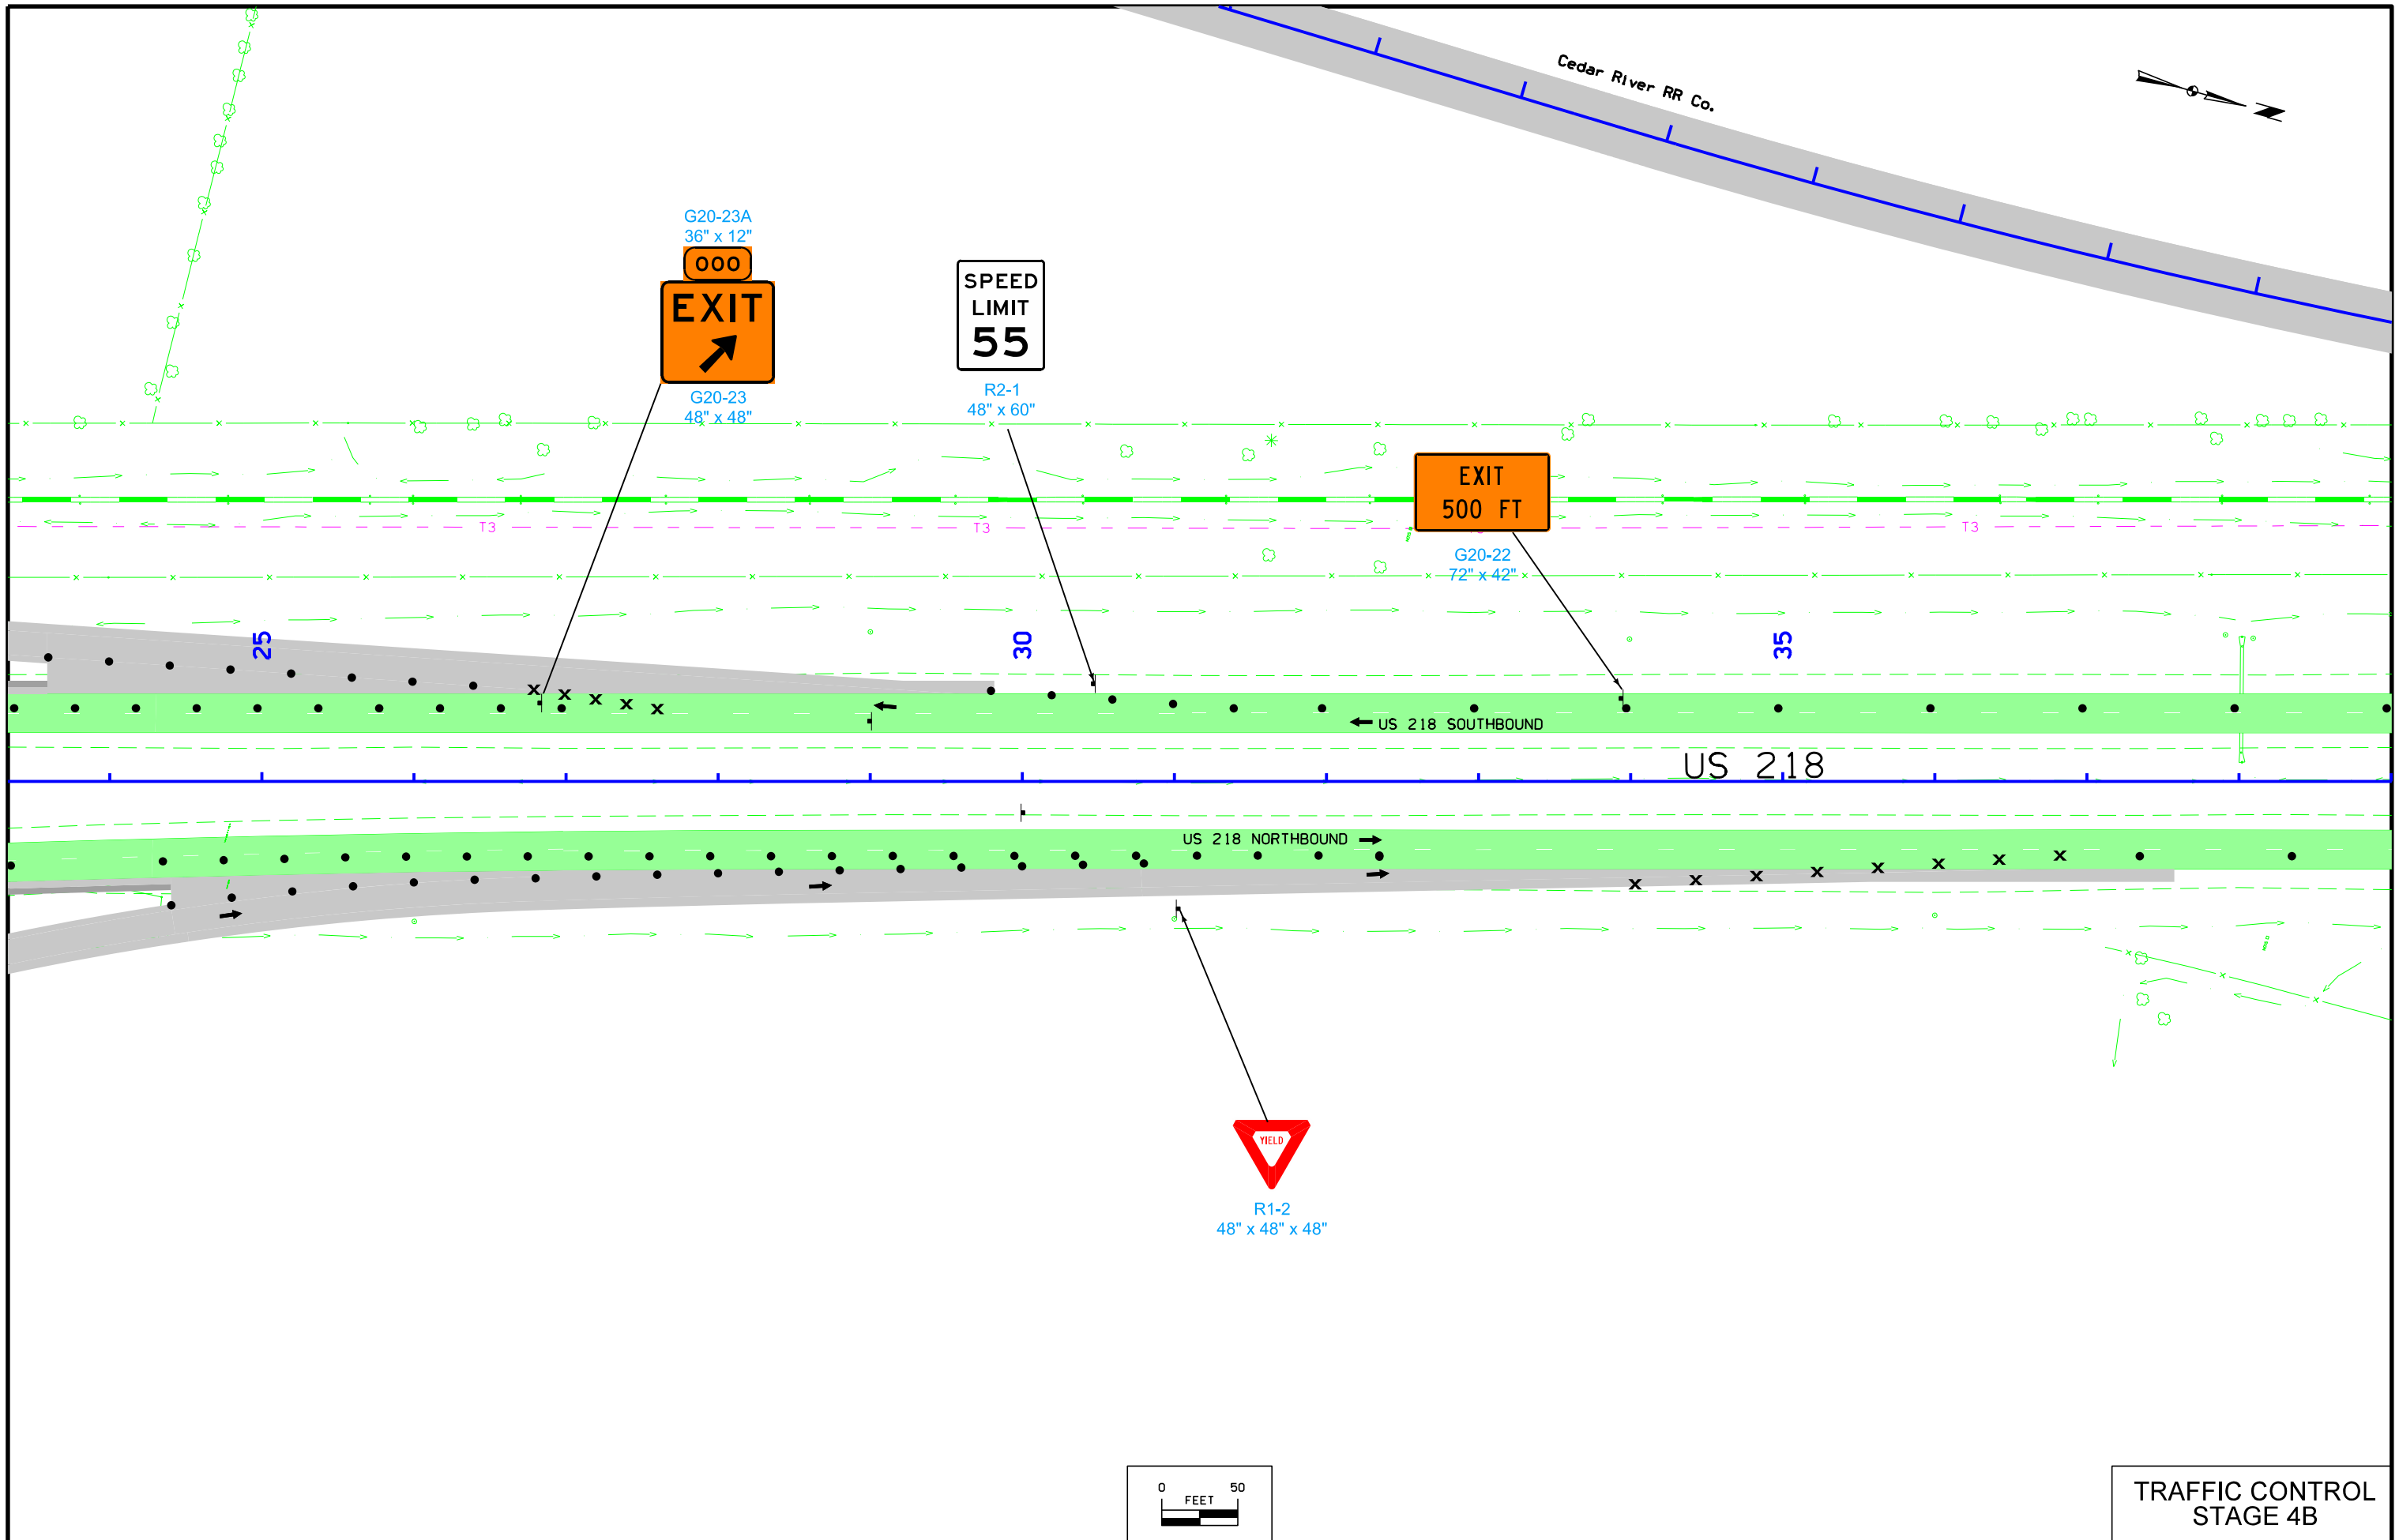 Cedar River RR Co.
N
G20-23A
36" x 12"
000
EXIT
G20-23
48" x 48"
SPEED
LIMIT
55
R2-1
48" x 60"
EXIT
500 FT
G20-22
72" x 42"
T3
T3
T3
25
30
35
US 218 SOUTHBOUND
US 218
US 218 NORTHBOUND
YIELD
R1-2
48" x 48" x 48"
0 50
FEET
TRAFFIC CONTROL
STAGE 4B